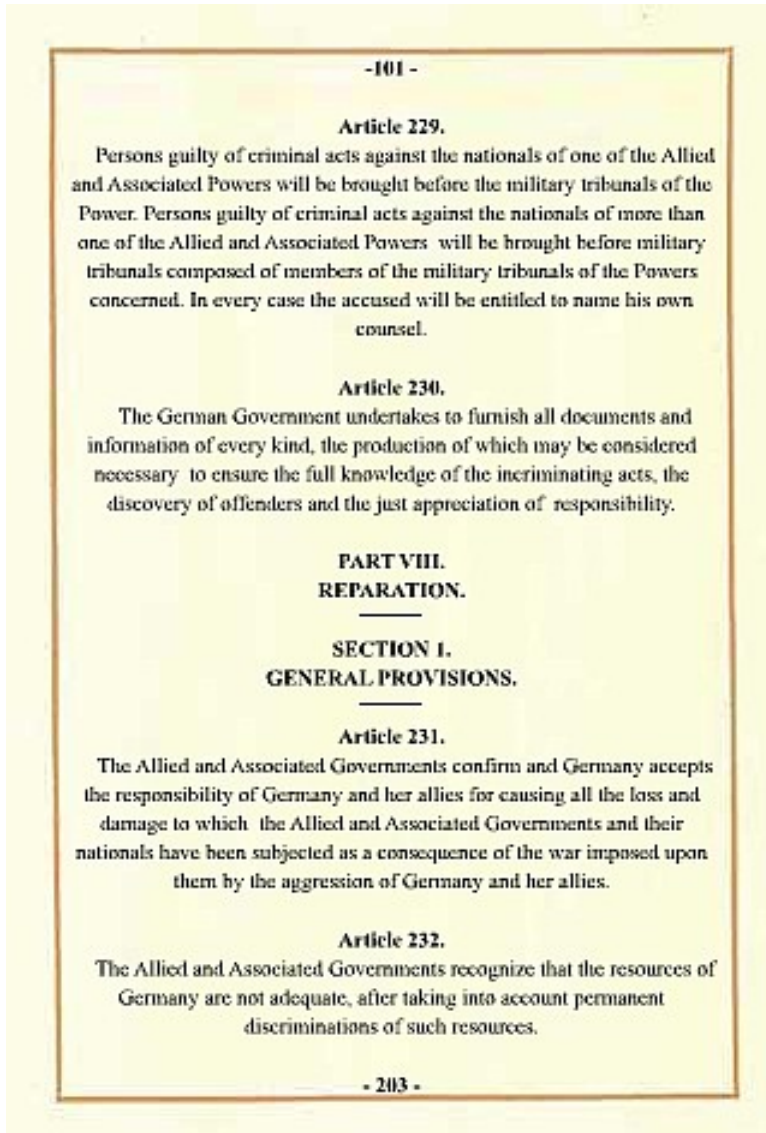 -101 -
Article 229.
Persons guilty of criminal acts against the nationals of one of the Allied
and Associated Powers will be brought before the military tribunals of the
Power. Persons guilty of criminal acts against the nationals of more than
one of the Allied and Associated Powers will be brought before military
tribunals composed of members of the military tribunals of the Powers
concerned. In every case the accused will be entitled to name his own
counsel.
Article 230.
The German Government undertakes to furnish all documents and
information of every kind, the production of which may be considered
necessary to ensure the full knowledge of the incriminating acts, the
discovery of offenders and the just appreciation of responsibility.
PART VIII.
REPARATION.
SECTION 1.
GENERAL PROVISIONS.
Article 231.
The Allied and Associated Governments confirm and Germany accepts
the responsibility of Germany and her allies for causing all the loss and
damage to which the Allied and Associated Governments and their
nationals have been subjected as a consequence of the war imposed upon
them by the aggression of Germany and her allies.
Article 232.
The Allied and Associated Governments recognize that the resources of
Germany are not adequate, after taking into account permanent
discriminations of such resources.
- 203 -